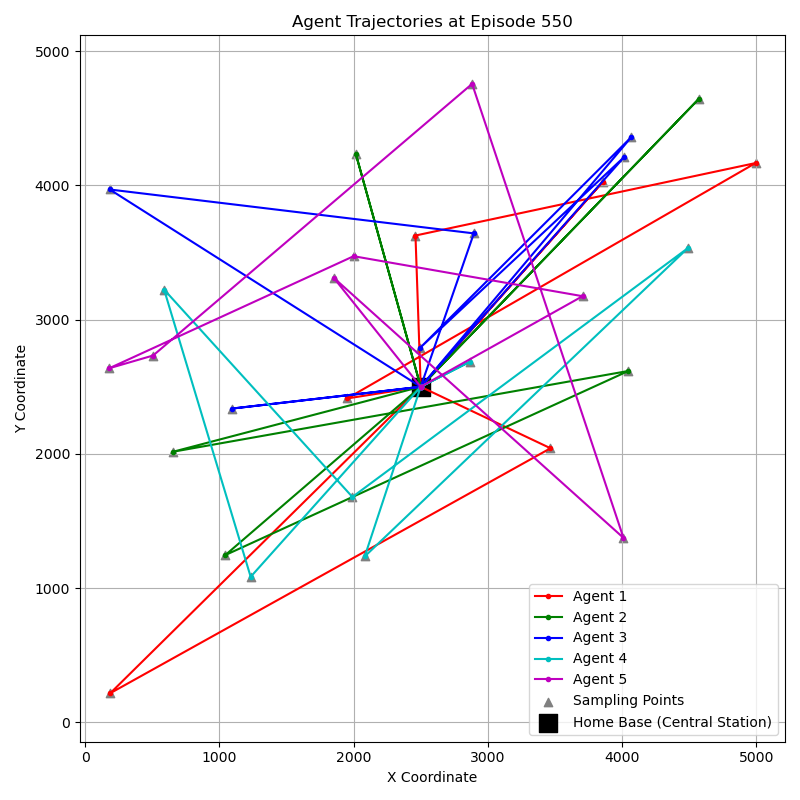 Agent Trajectories at Episode 550
Y Coordinate
5000
4000
3000
2000
1000
0
0 1000 2000 3000 4000 5000
X Coordinate
Agent 1
Agent 2
Agent 3
Agent 4
Agent 5
Sampling Points
Home Base (Central Station)